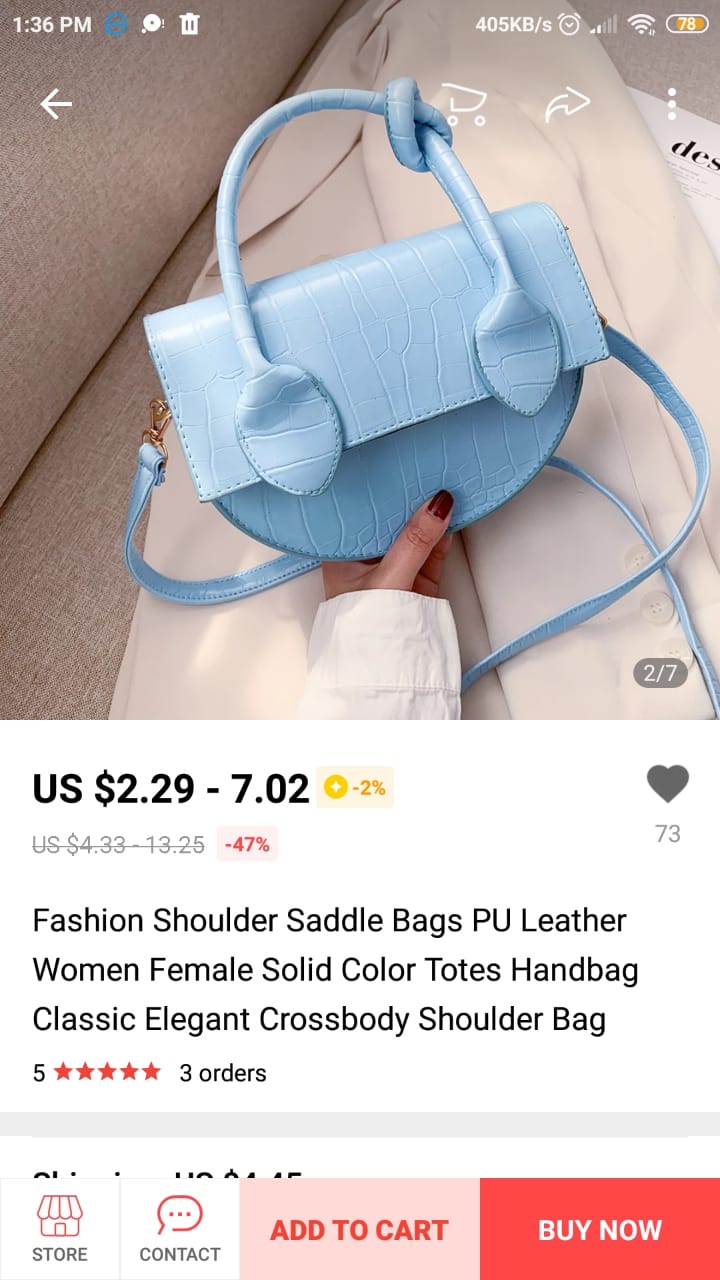 1:36 PM
405KB/s
78
des
2/7
US $2.29 - 7.02
-2%
US $4.33 - 13.25
-47%
73
Fashion Shoulder Saddle Bags PU Leather
Women Female Solid Color Totes Handbag
Classic Elegant Crossbody Shoulder Bag
5
3 orders
STORE
CONTACT
ADD TO CART
BUY NOW